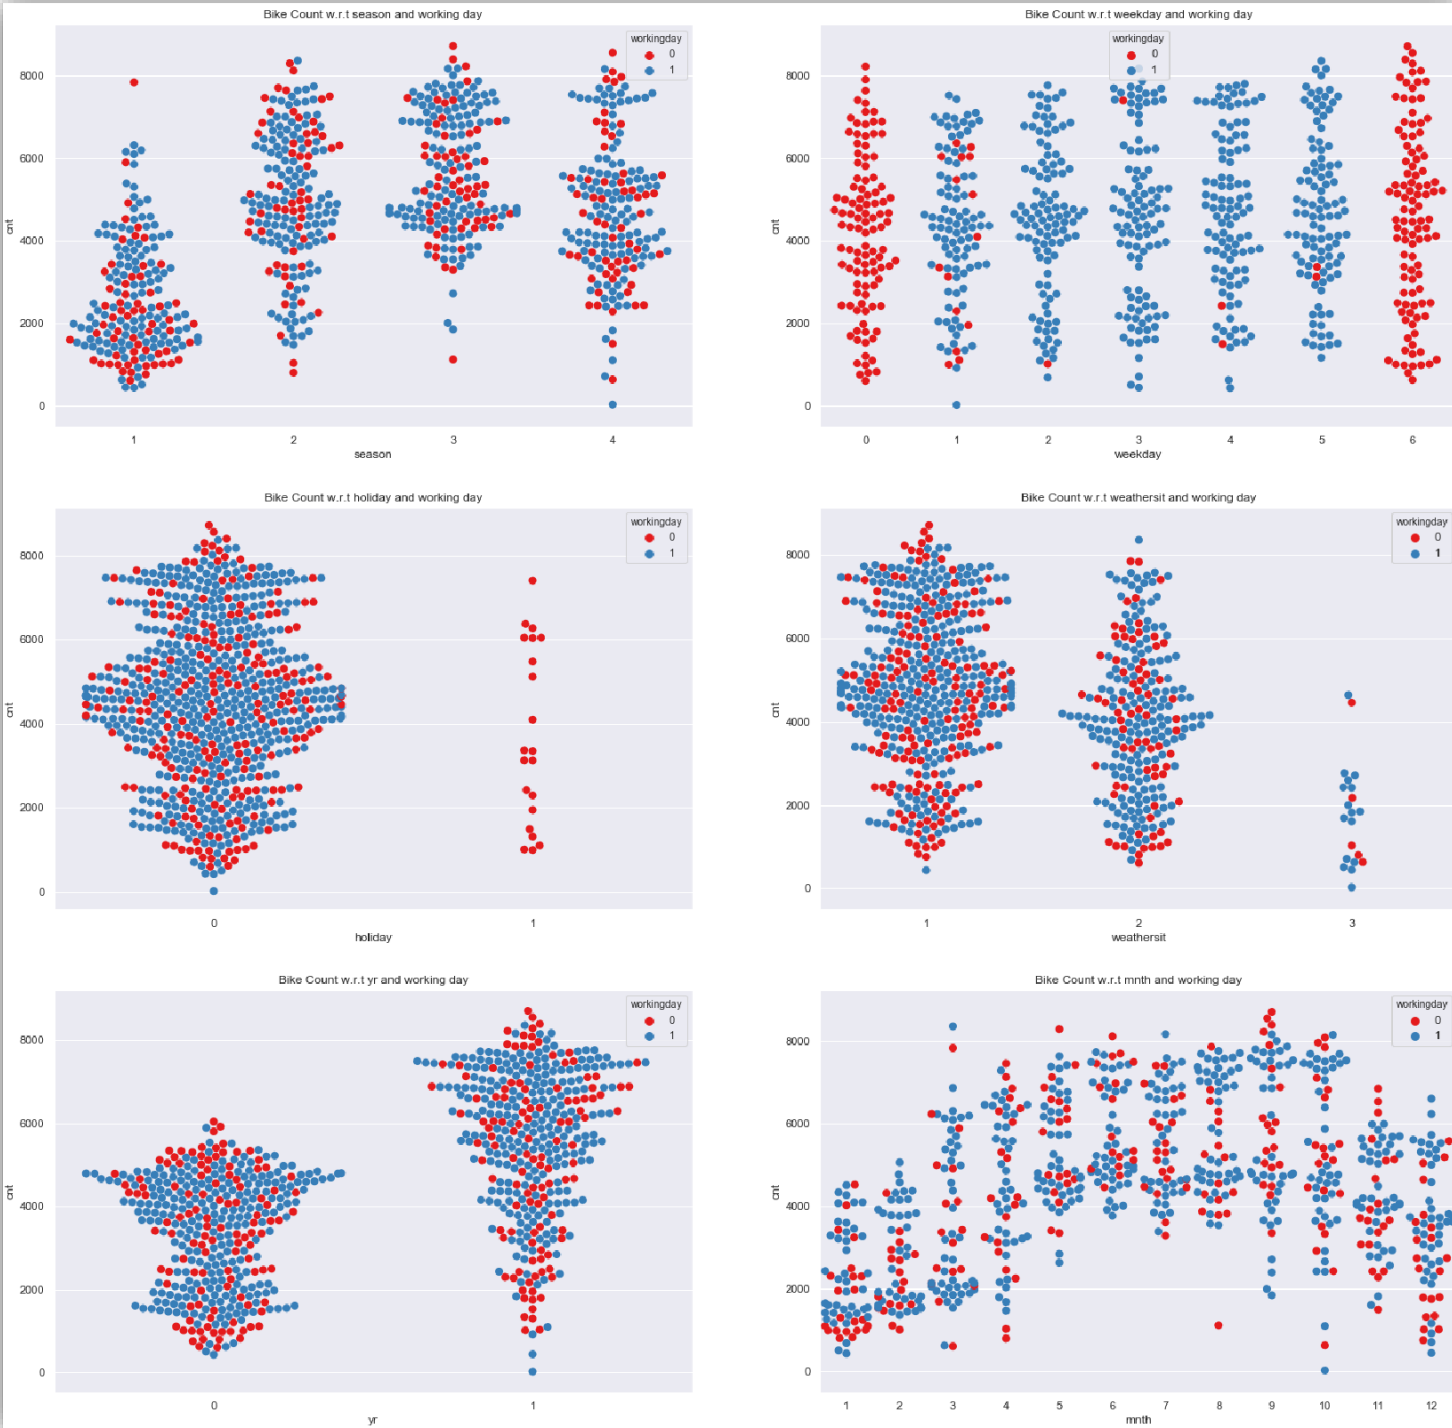 Bike Count w.r.t season and working day
workingday
0
1
8000
6000
4000
2000
0
cnt
1 2 3 4
season
Bike Count w.r.t weekday and working day
workingday
0
1
8000
6000
4000
2000
0
cnt
0 1 2 3 4 5 6
weekday
Bike Count w.r.t holiday and working day
workingday
0
1
8000
6000
4000
2000
0
cnt
0 1
holiday
Bike Count w.r.t weathersit and working day
workingday
0
1
8000
6000
4000
2000
0
cnt
1 2 3
weathersit
Bike Count w.r.t yr and working day
workingday
0
1
8000
6000
4000
2000
0
cnt
0 1
yr
Bike Count w.r.t mnth and working day
workingday
0
1
8000
6000
4000
2000
0
cnt
1 2 3 4 5 6 7 8 9 10 11 12
mnth